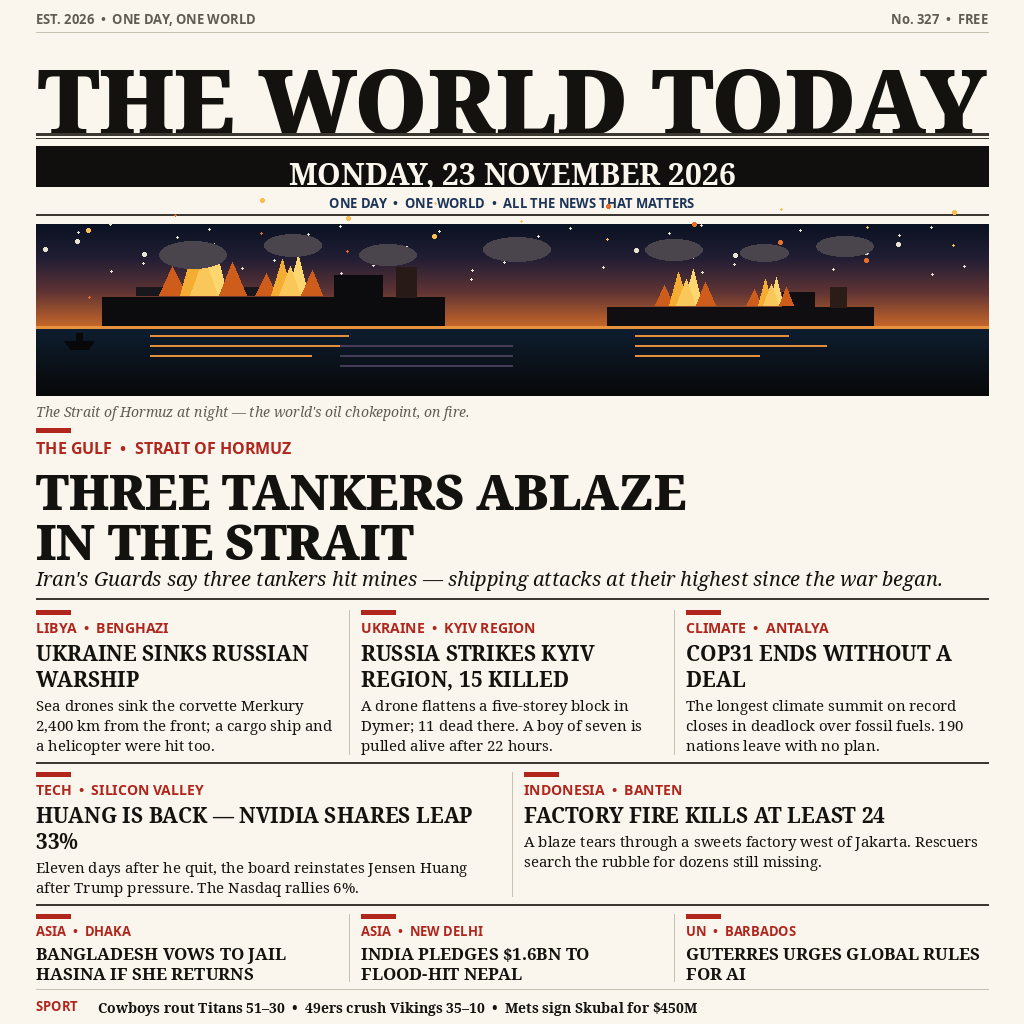 EST. 2026 • ONE DAY, ONE WORLD
No. 327 • FREE
THE WORLD TODAY
MONDAY, 23 NOVEMBER 2026
ONE DAY • ONE WORLD • ALL THE NEWS THAT MATTERS
The Strait of Hormuz at night — the world's oil chokepoint, on fire.
THE GULF • STRAIT OF HORMUZ
THREE TANKERS ABLAZE
IN THE STRAIT
Iran's Guards say three tankers hit mines — shipping attacks at their highest since the war began.
LIBYA • BENGHAZI
UKRAINE SINKS RUSSIAN
WARSHIP
Sea drones sink the corvette Merkury
2,400 km from the front; a cargo ship and
a helicopter were hit too.
UKRAINE • KYIV REGION
RUSSIA STRIKES KYIV
REGION, 15 KILLED
A drone flattens a five-storey block in
Dymer; 11 dead there. A boy of seven is
pulled alive after 22 hours.
CLIMATE • ANTALYA
COP31 ENDS WITHOUT A
DEAL
The longest climate summit on record
closes in deadlock over fossil fuels. 190
nations leave with no plan.
TECH • SILICON VALLEY
HUANG IS BACK — NVIDIA SHARES LEAP
33%
Eleven days after he quit, the board reinstates Jensen Huang
after Trump pressure. The Nasdaq rallies 6%.
INDONESIA • BANTEN
FACTORY FIRE KILLS AT LEAST 24
A blaze tears through a sweets factory west of Jakarta. Rescuers
search the rubble for dozens still missing.
ASIA • DHAKA
BANGLADESH VOWS TO JAIL
HASINA IF SHE RETURNS
ASIA • NEW DELHI
INDIA PLEDGES $1.6BN TO
FLOOD-HIT NEPAL
UN • BARBADOS
GUTERRES URGES GLOBAL RULES
FOR AI
SPORT Cowboys rout Titans 51–30 • 49ers crush Vikings 35–10 • Mets sign Skubal for $450M